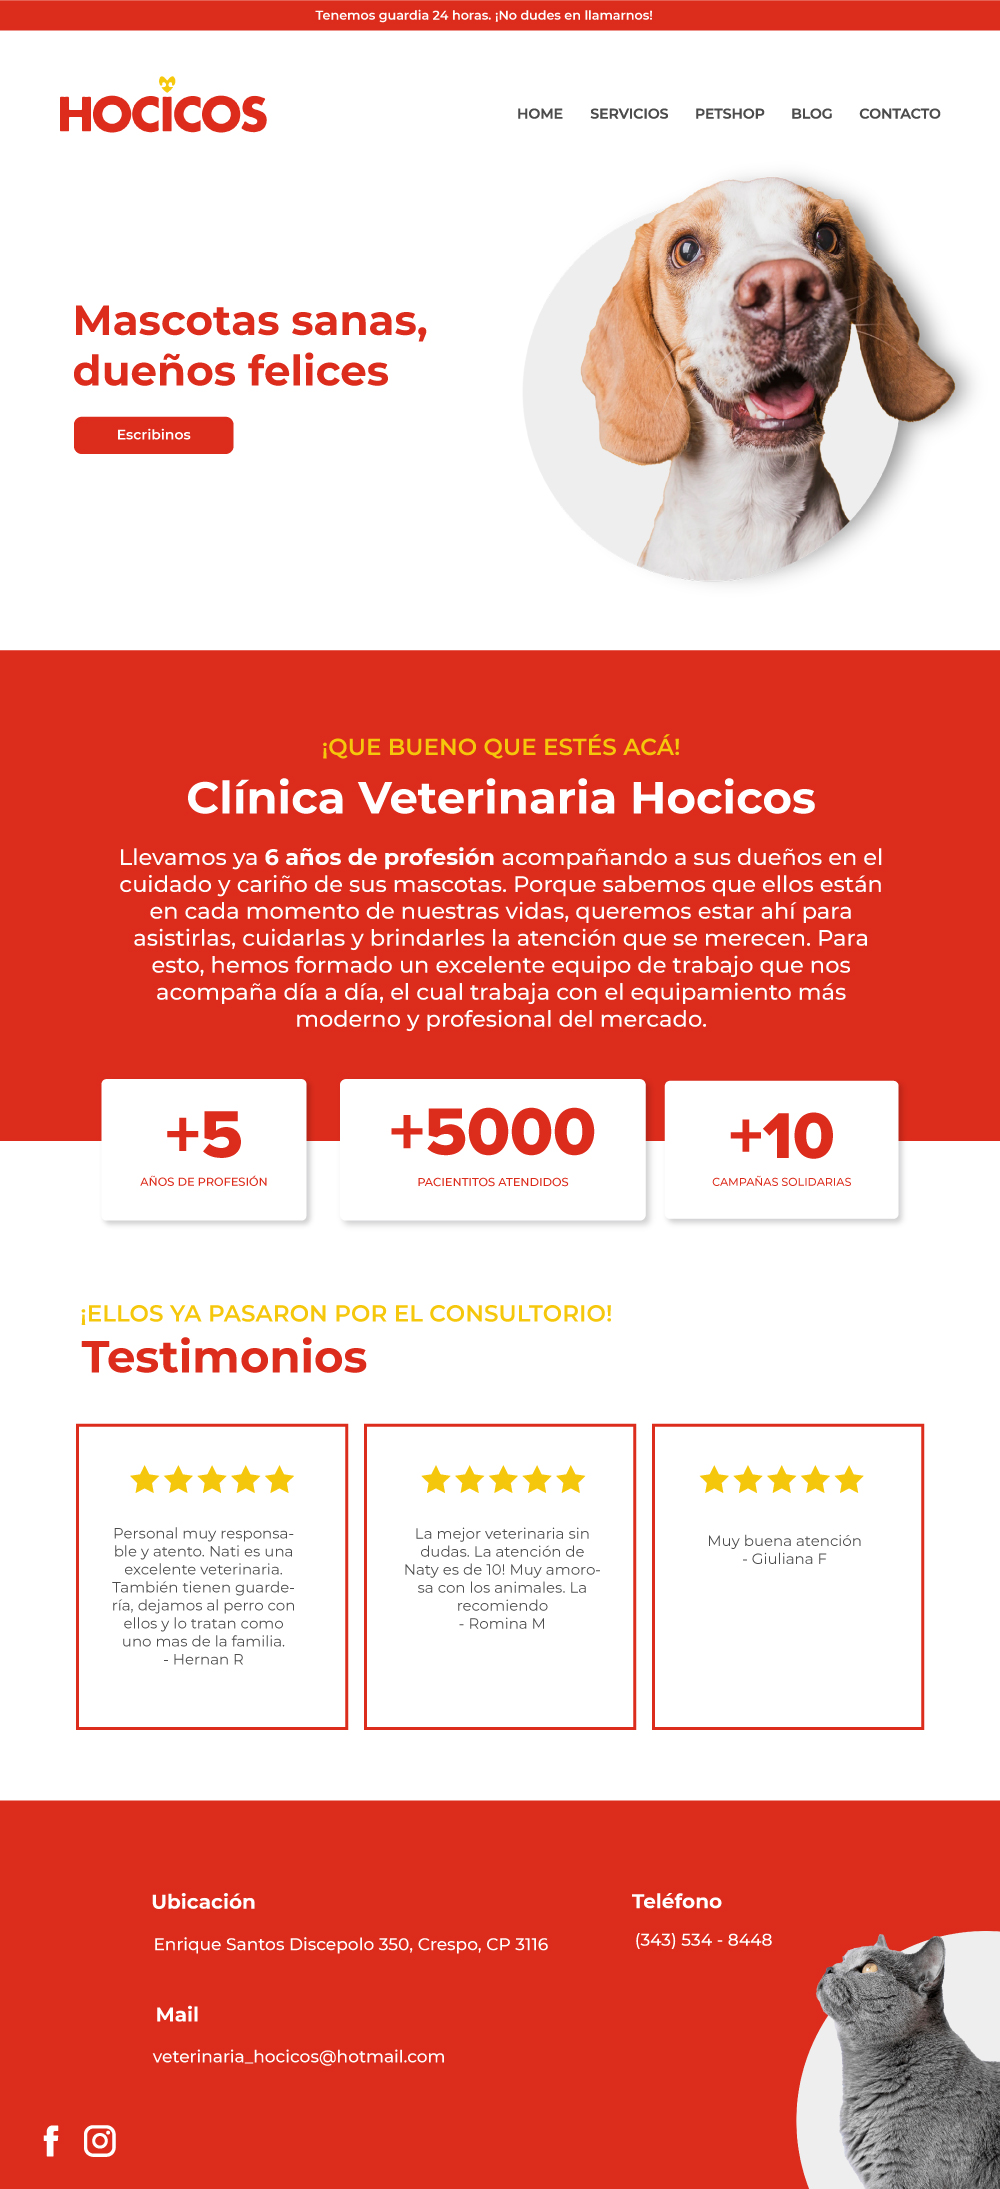 Tenemos guardia 24 horas. ¡No dudes en llamarnos!
HOCICOS
HOME SERVICIOS PETSHOP BLOG CONTACTO
Mascotas sanas,
dueños felices
Escribinos
¡QUE BUENO QUE ESTÉS ACÁ!
Clínica Veterinaria Hocicos
Llevamos ya 6 años de profesión acompañando a sus dueños en el
cuidado y cariño de sus mascotas. Porque sabemos que ellos están
en cada momento de nuestras vidas, queremos estar ahí para
asistirlas, cuidarlas y brindarles la atención que se merecen. Para
esto, hemos formado un excelente equipo de trabajo que nos
acompaña día a día, el cual trabaja con el equipamiento más
moderno y profesional del mercado.
+5
AÑOS DE PROFESIÓN
+5000
PACIENTITOS ATENDIDOS
+10
CAMPAÑAS SOLIDARIAS
¡ELLOS YA PASARON POR EL CONSULTORIO!
Testimonios
Personal muy responsa-
ble y atento. Nati es una
excelente veterinaria.
También tienen guarde-
ría, dejamos al perro con
ellos y lo tratan como
uno mas de la familia.
- Hernan R
La mejor veterinaria sin
dudas. La atención de
Naty es de 10! Muy amoro-
sa con los animales. La
recomiendo
- Romina M
Muy buena atención
- Giuliana F
Ubicación
Enrique Santos Discepolo 350, Crespo, CP 3116
Teléfono
(343) 534 - 8448
Mail
veterinaria_hocicos@hotmail.com